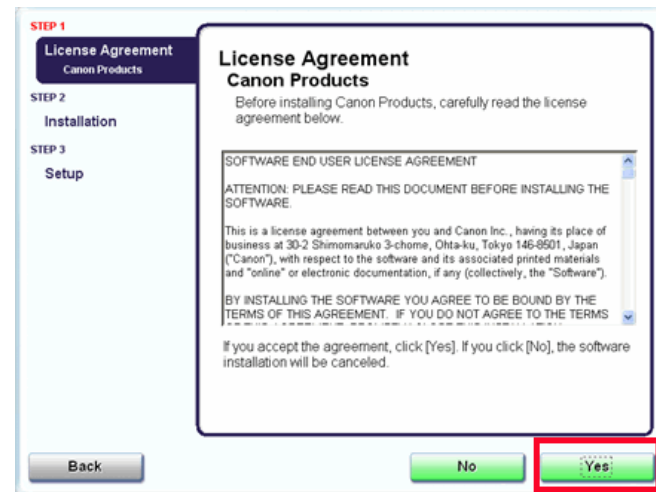 STEP 1
License Agreement
Canon Products
STEP 2
Installation
STEP 3
Setup
License Agreement
Canon Products
Before installing Canon Products, carefully read the license
agreement below.
SOFTWARE END USER LICENSE AGREEMENT
ATTENTION: PLEASE READ THIS DOCUMENT BEFORE INSTALLING THE
SOFTWARE.
This is a license agreement between you and Canon Inc., having its place of
business at 30-2 Shimomaruko 3-chome, Ohta-ku, Tokyo 146-8501, Japan
("Canon"), with respect to the software and its associated printed materials
and "online" or electronic documentation, if any (collectively, the "Software").
BY INSTALLING THE SOFTWARE YOU AGREE TO BE BOUND BY THE
TERMS OF THIS AGREEMENT. IF YOU DO NOT AGREE TO THE TERMS
If you accept the agreement, click [Yes]. If you click [No], the software
installation will be canceled.
Back
No
Yes